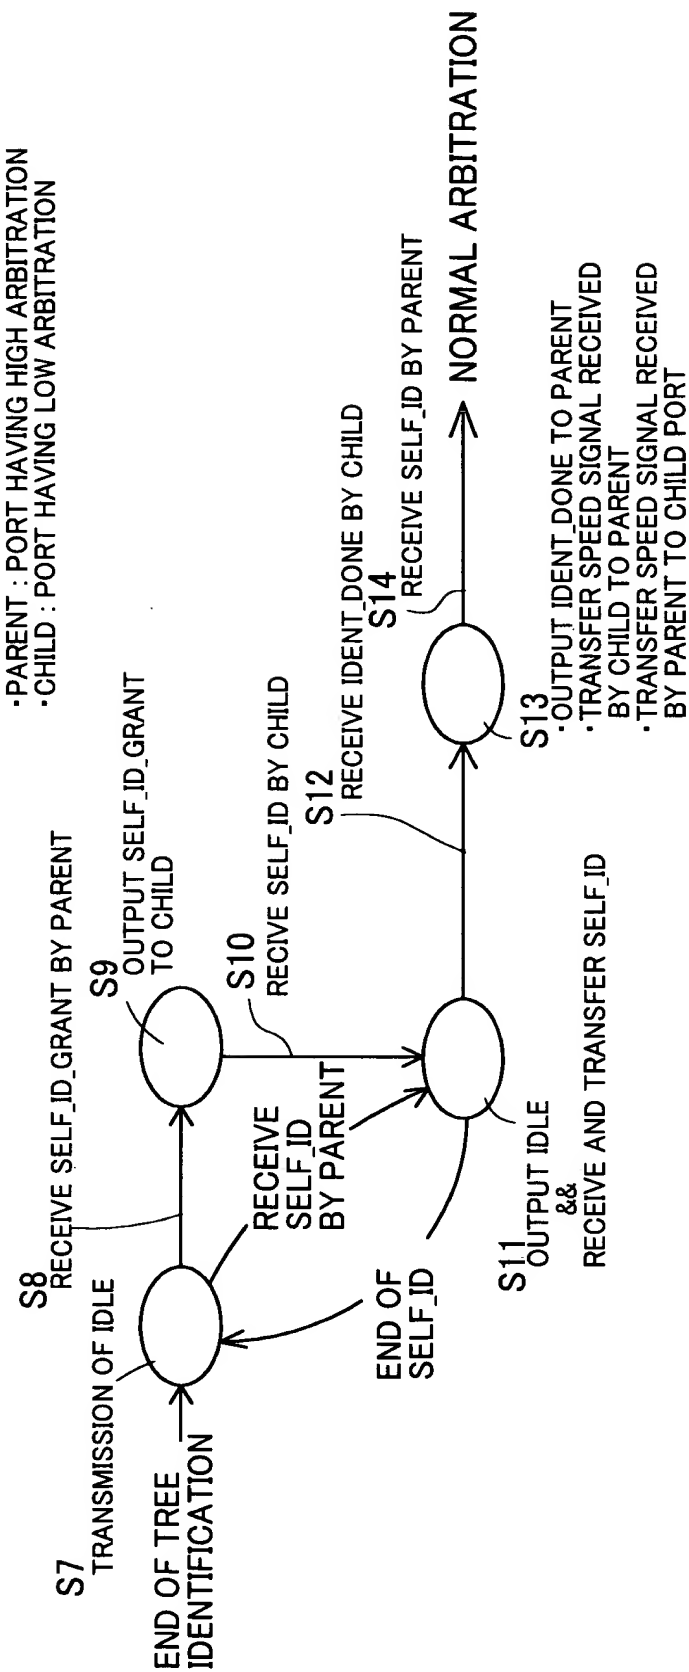 ·PARENT : PORT HAVING HIGH ARBITRATION
·CHILD : PORT HAVING LOW ARBITRATION
S7
TRANSMISSION OF IDLE
END OF TREE
IDENTIFICATION
S8
RECEIVE SELF_ID_GRANT BY PARENT
S9
OUTPUT SELF_ID_GRANT
TO CHILD
S10
RECIVE SELF_ID BY CHILD
RECEIVE
SELF_ID
BY PARENT
END OF
SELF_ID
S11
OUTPUT IDLE
&&
RECEIVE AND TRANSFER SELF_ID
S12
RECEIVE IDENT_DONE BY CHILD
S13
·OUTPUT IDENT_DONE TO PARENT
·TRANSFER SPEED SIGNAL RECEIVED
BY CHILD TO PARENT
·TRANSFER SPEED SIGNAL RECEIVED
BY PARENT TO CHILD PORT
S14
RECEIVE SELF_ID BY PARENT
NORMAL ARBITRATION